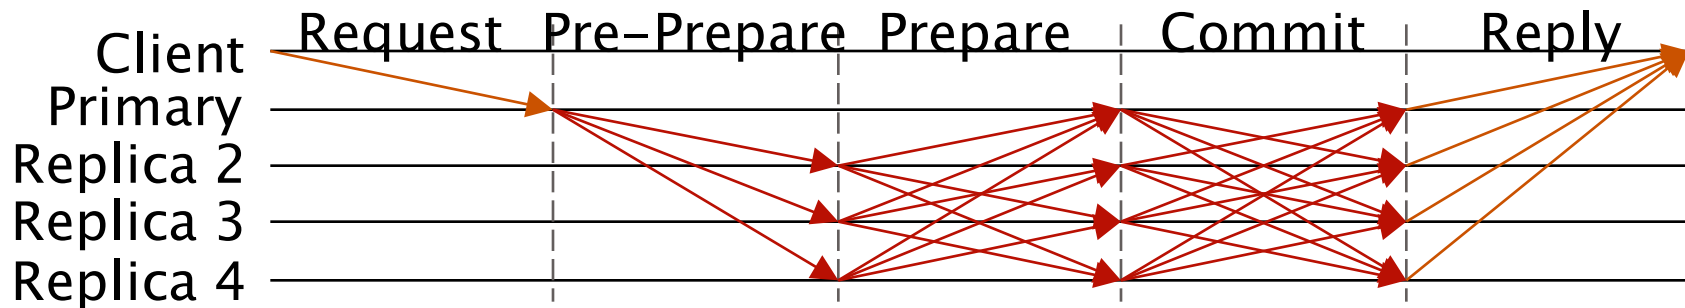 Request Pre-Prepare Prepare Commit Reply
Client
Primary
Replica 2
Replica 3
Replica 4